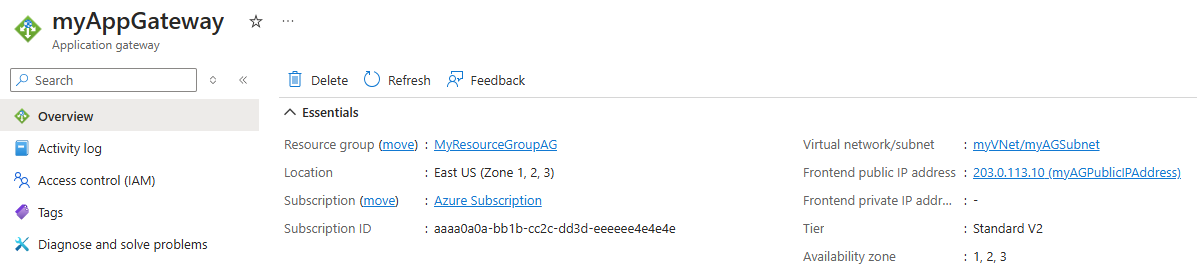 myAppGateway ☆ ...
Application gateway
Search
Delete Refresh Feedback
Overview
Activity log
Access control (IAM)
Tags
Diagnose and solve problems
Essentials
Resource group (move) : MyResourceGroupAG
Location : East US (Zone 1, 2, 3)
Subscription (move) : Azure Subscription
Subscription ID : aaaa0a0a-bb1b-cc2c-dd3d-eeeeee4e4e4e
Virtual network/subnet : myVNet/myAGSubnet
Frontend public IP address : 203.0.113.10 (myAGPublicIPAddress)
Frontend private IP addr... : -
Tier : Standard V2
Availability zone : 1, 2, 3